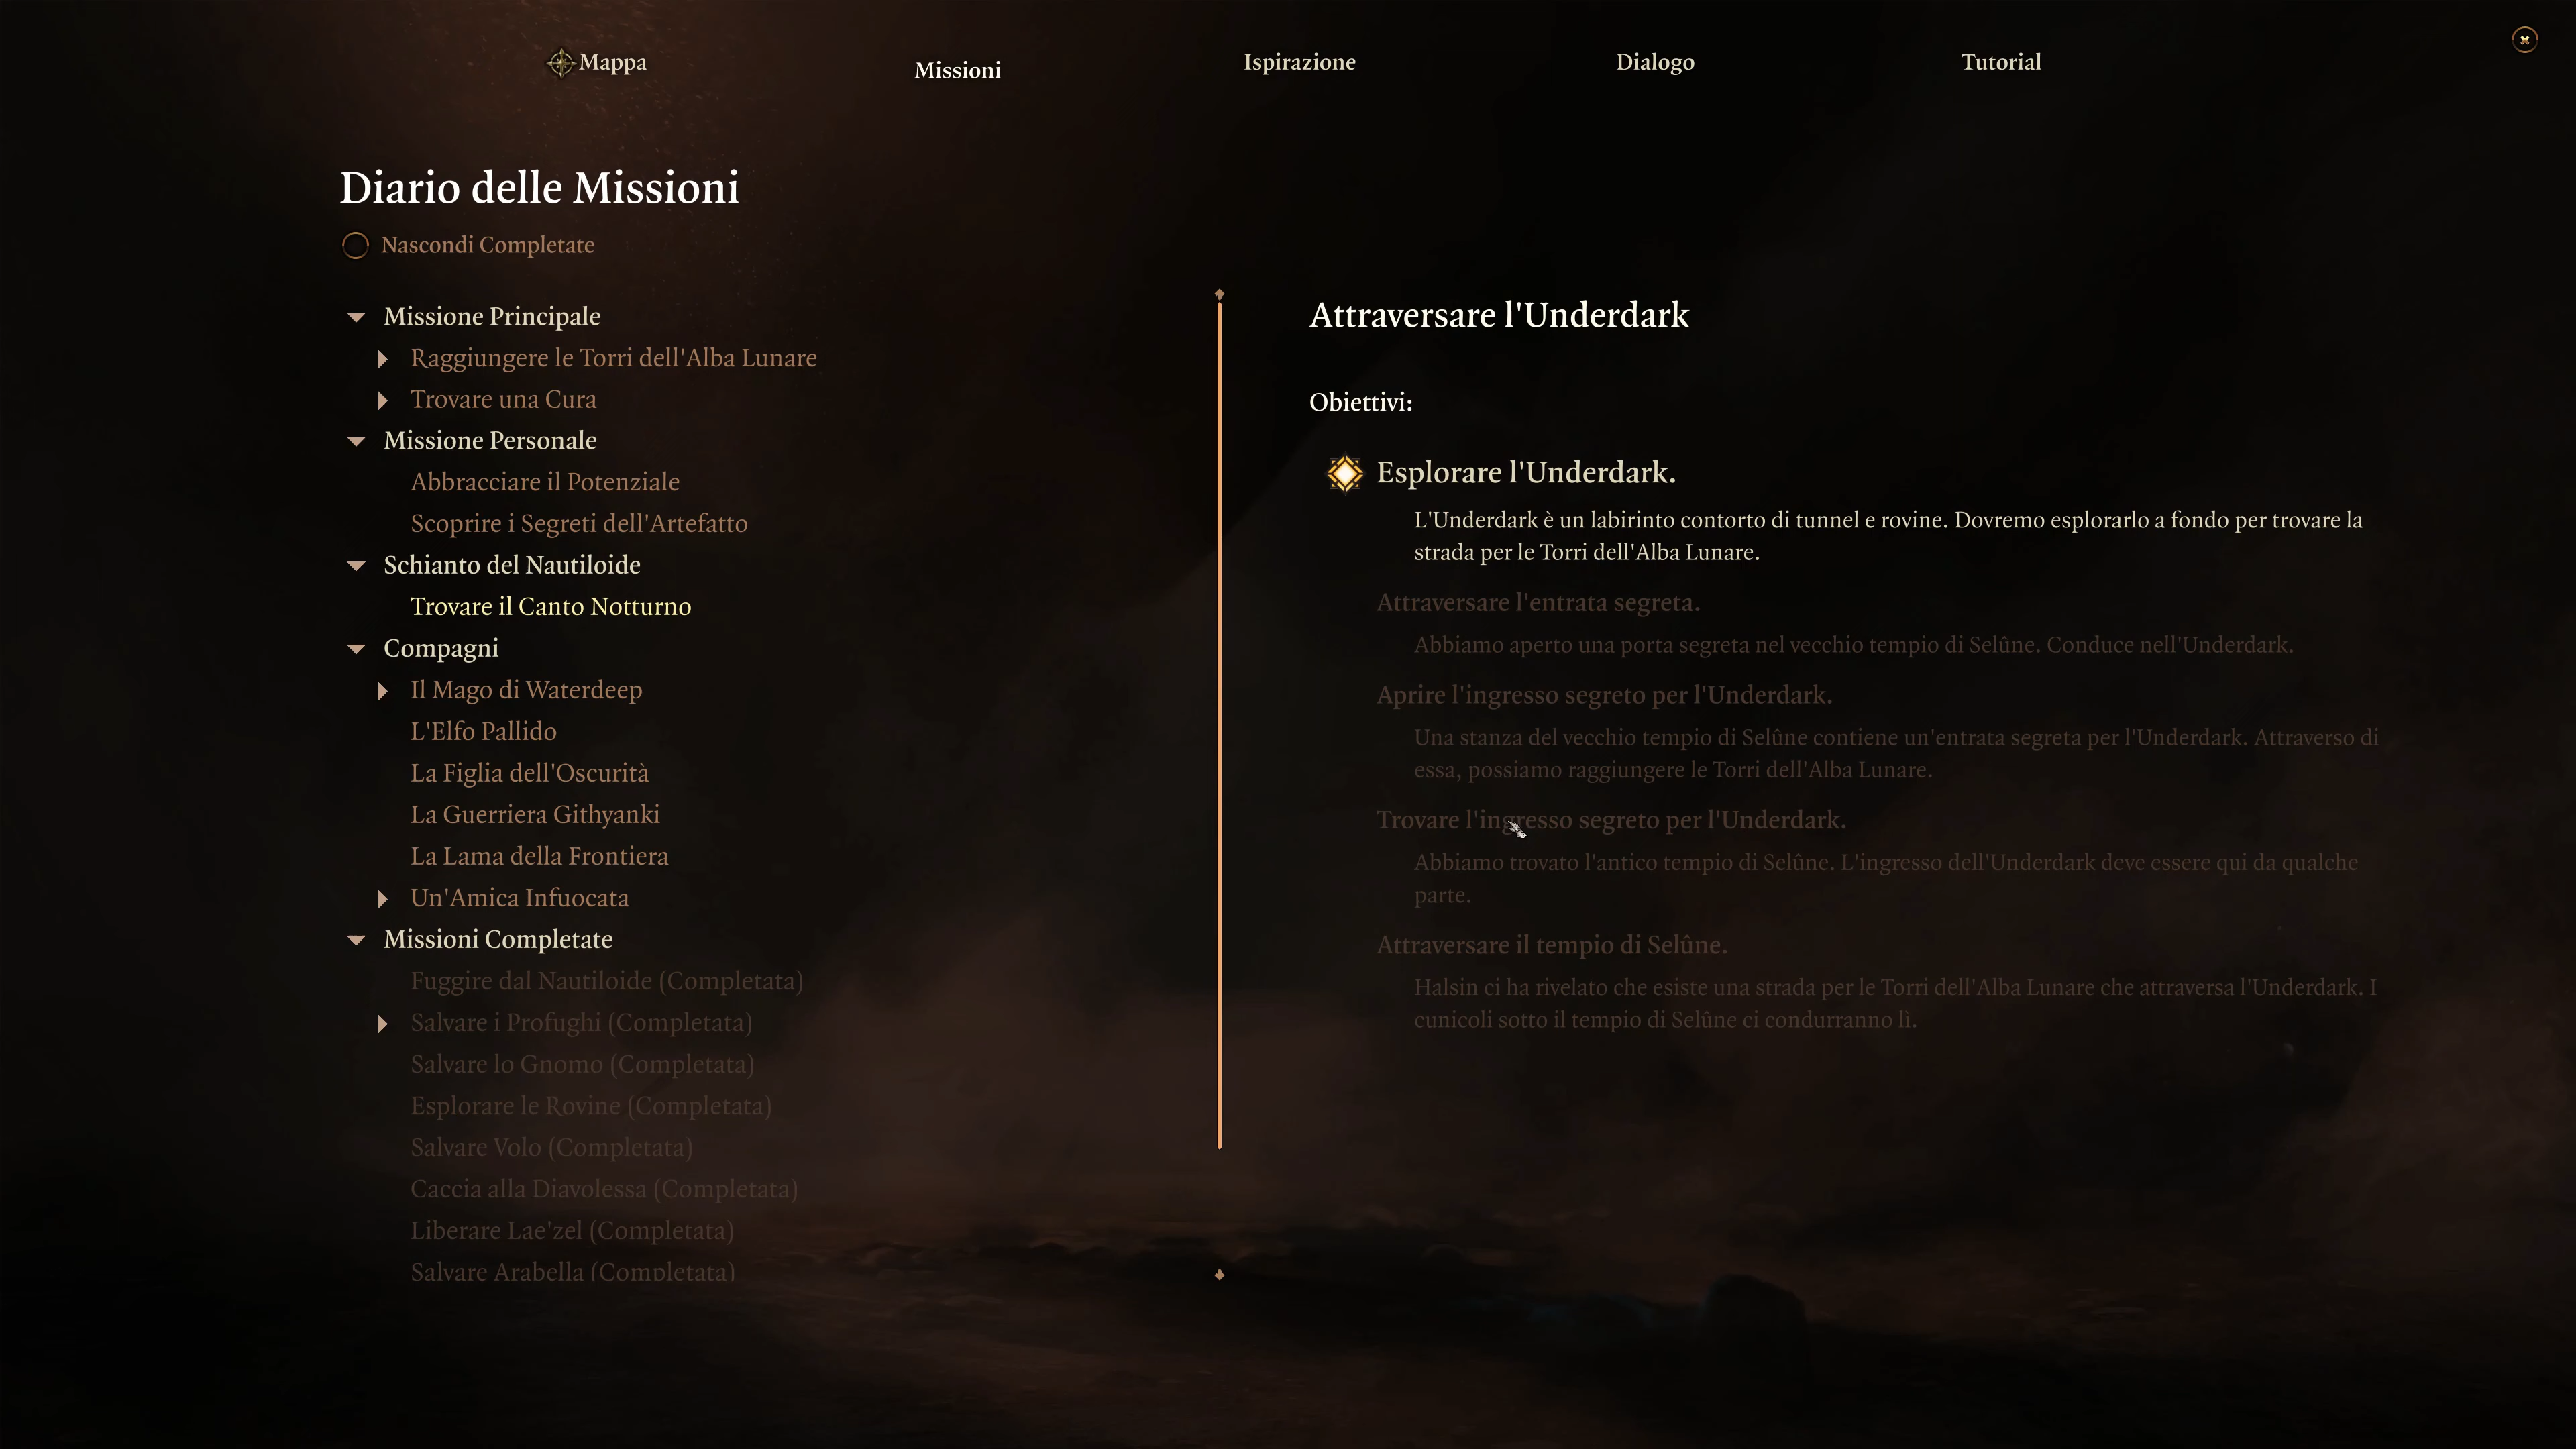 Mappa
Missioni
Ispirazione
Dialogo
Tutorial
Diario delle Missioni
Nascondi Completate
Missione Principale
Raggiungere le Torri dell'Alba Lunare
Trovare una Cura
Missione Personale
Abbracciare il Potenziale
Scoprire i Segreti dell'Artefatto
Schianto del Nautiloide
Trovare il Canto Notturno
Compagni
Il Mago di Waterdeep
L'Elfo Pallido
La Figlia dell'Oscurità
La Guerriera Githyanki
La Lama della Frontiera
Un'Amica Infuocata
Missioni Completate
Fuggire dal Nautiloide (Completata)
Salvare i Profughi (Completata)
Salvare lo Gnomo (Completata)
Esplorare le Rovine (Completata)
Salvare Volo (Completata)
Caccia alla Diavolessa (Completata)
Liberare Lae'zel (Completata)
Salvare Arabella (Completata)
Attraversare l'Underdark
Obiettivi:
Esplorare l'Underdark.
L'Underdark è un labirinto contorto di tunnel e rovine. Dovremo esplorarlo a fondo per trovare la
strada per le Torri dell'Alba Lunare.
Attraversare l'entrata segreta.
Abbiamo aperto una porta segreta nel vecchio tempio di Selûne. Conduce nell'Underdark.
Aprire l'ingresso segreto per l'Underdark.
Una stanza del vecchio tempio di Selûne contiene un'entrata segreta per l'Underdark. Attraverso di
essa, possiamo raggiungere le Torri dell'Alba Lunare.
Trovare l'ingresso segreto per l'Underdark.
Abbiamo trovato l'antico tempio di Selûne. L'ingresso dell'Underdark deve essere qui da qualche
parte.
Attraversare il tempio di Selûne.
Halsin ci ha rivelato che esiste una strada per le Torri dell'Alba Lunare che attraversa l'Underdark. I
cunicoli sotto il tempio di Selûne ci condurranno lì.